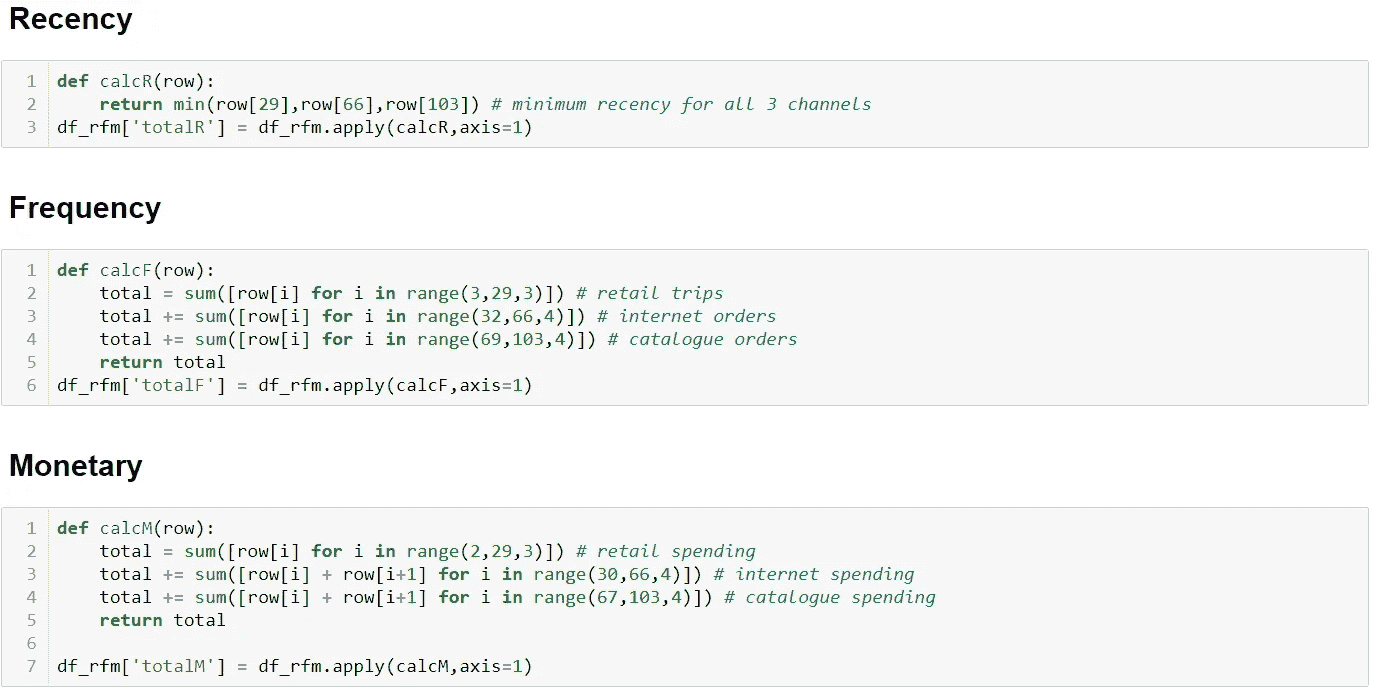 Recency
1 def calcR(row):
2     return min(row[29],row[66],row[103]) # minimum recency for all 3 channels
3 df_rfm['totalR'] = df_rfm.apply(calcR,axis=1)
Frequency
1 def calcF(row):
2     total = sum([row[i] for i in range(3,29,3)]) # retail trips
3     total += sum([row[i] for i in range(32,66,4)]) # internet orders
4     total += sum([row[i] for i in range(69,103,4)]) # catalogue orders
5     return total
6 df_rfm['totalF'] = df_rfm.apply(calcF,axis=1)
Monetary
1 def calcM(row):
2     total = sum([row[i] for i in range(2,29,3)]) # retail spending
3     total += sum([row[i] + row[i+1] for i in range(30,66,4)]) # internet spending
4     total += sum([row[i] + row[i+1] for i in range(67,103,4)]) # catalogue spending
5     return total
6
7 df_rfm['totalM'] = df_rfm.apply(calcM,axis=1)